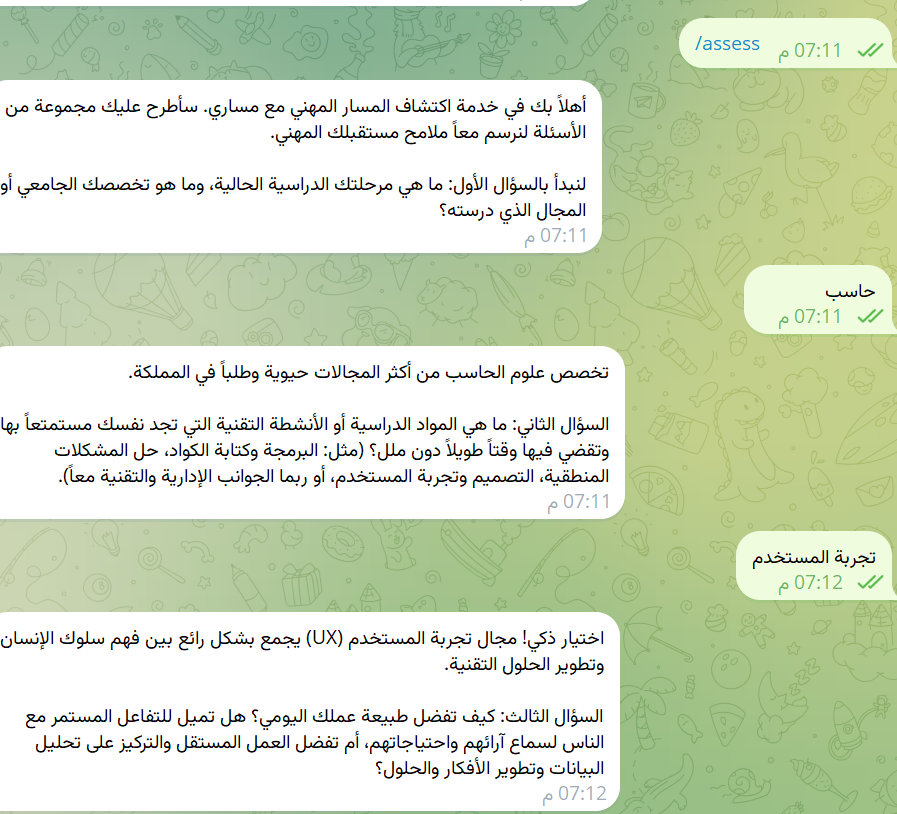 /assess
07:11 م
أهلاً بك في خدمة اكتشاف المسار المهني مع مساري. سأطرح عليك مجموعة من
الأسئلة لنرسم معاً ملامح مستقبلك المهني.
لنبدأ بالسؤال الأول: ما هي مرحلتك الدراسية الحالية، وما هو تخصصك الجامعي أو
المجال الذي درسته؟
07:11 م
حاسب
07:11 م
تخصص علوم الحاسب من أكثر المجالات حيوية وطلباً في المملكة.
السؤال الثاني: ما هي المواد الدراسية أو الأنشطة التقنية التي تجد نفسك مستمتعاً بها
وتقضي فيها وقتاً طويلاً دون ملل؟ (مثل: البرمجة وكتابة الكواد، حل المشكلات
المنطقية، التصميم وتجربة المستخدم، أو ربما الجوانب الإدارية والتقنية معاً).
07:11 م
تجربة المستخدم
07:12 م
اختيار ذكي! مجال تجربة المستخدم (UX) يجمع بشكل رائع بين فهم سلوك الإنسان
وتطوير الحلول التقنية.
السؤال الثالث: كيف تفضل طبيعة عملك اليومي؟ هل تميل للتفاعل المستمر مع
الناس لسماع آرائهم واحتياجاتهم، أم تفضل العمل المستقل والتركيز على تحليل
البيانات وتطوير الأفكار والحلول؟
07:12 م